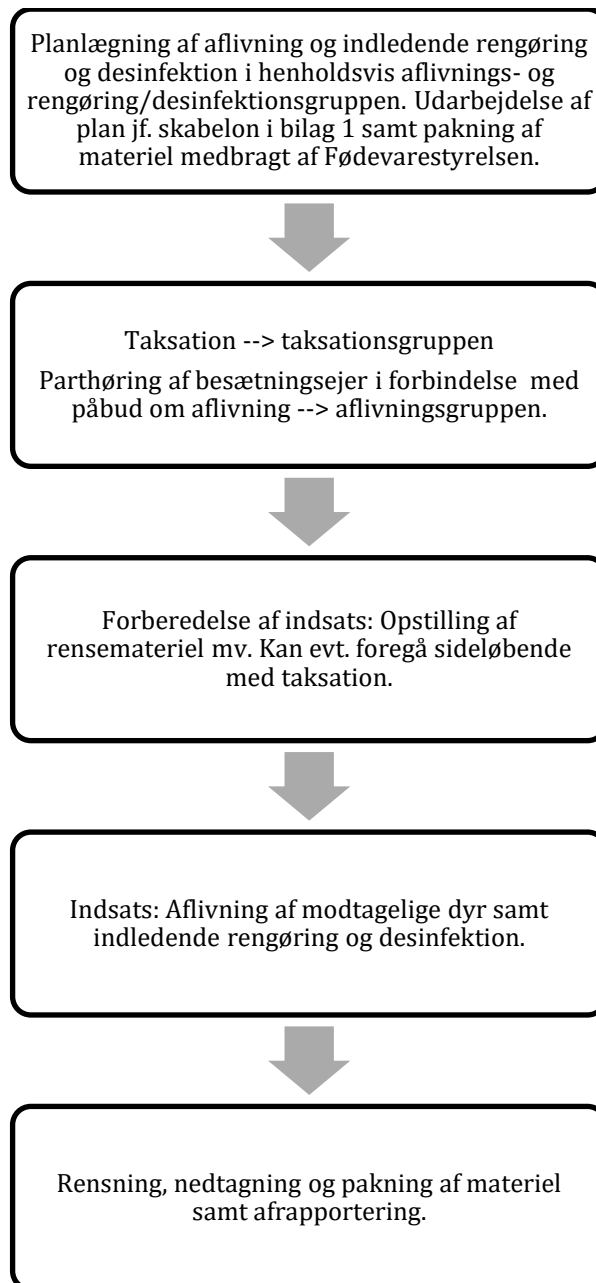 Planlægning af aflivning og indledende rengøring
og desinfektion i henholdsvis aflivnings- og
rengøring/desinfektionsgruppen. Udarbejdelse af
plan jf. skabelon i bilag 1 samt pakning af
materiel medbragt af Fødevarestyrelsen.
Taksation --> taksationsgruppen
Parthøring af besætningsejer i forbindelse  med
påbud om aflivning --> aflivningsgruppen.
Forberedelse af indsats: Opstilling af
rensemateriel mv. Kan evt. foregå sideløbende
med taksation.
Indsats: Aflivning af modtagelige dyr samt
indledende rengøring og desinfektion.
Rensning, nedtagning og pakning af materiel
samt afrapportering.